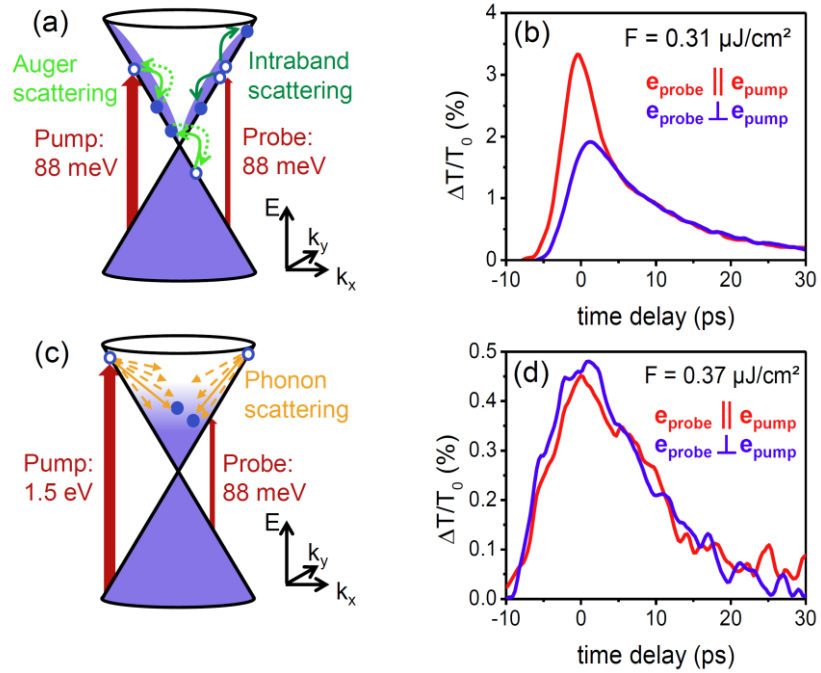 (a)
Auger
scattering
Intraband
scattering
Pump:
88 meV
Probe:
88 meV
E
k_y
k_x
(b)
F = 0.31 µJ/cm²
e_probe || e_pump
e_probe ⊥ e_pump
ΔT/T_0 (%)
4
3
2
1
0
-10 0 10 20 30
time delay (ps)
(c)
Phonon
scattering
Pump:
1.5 eV
Probe:
88 meV
E
k_y
k_x
(d)
F = 0.37 µJ/cm²
e_probe || e_pump
e_probe ⊥ e_pump
ΔT/T_0 (%)
0.5
0.4
0.3
0.2
0.1
0.0
-10 0 10 20 30
time delay (ps)